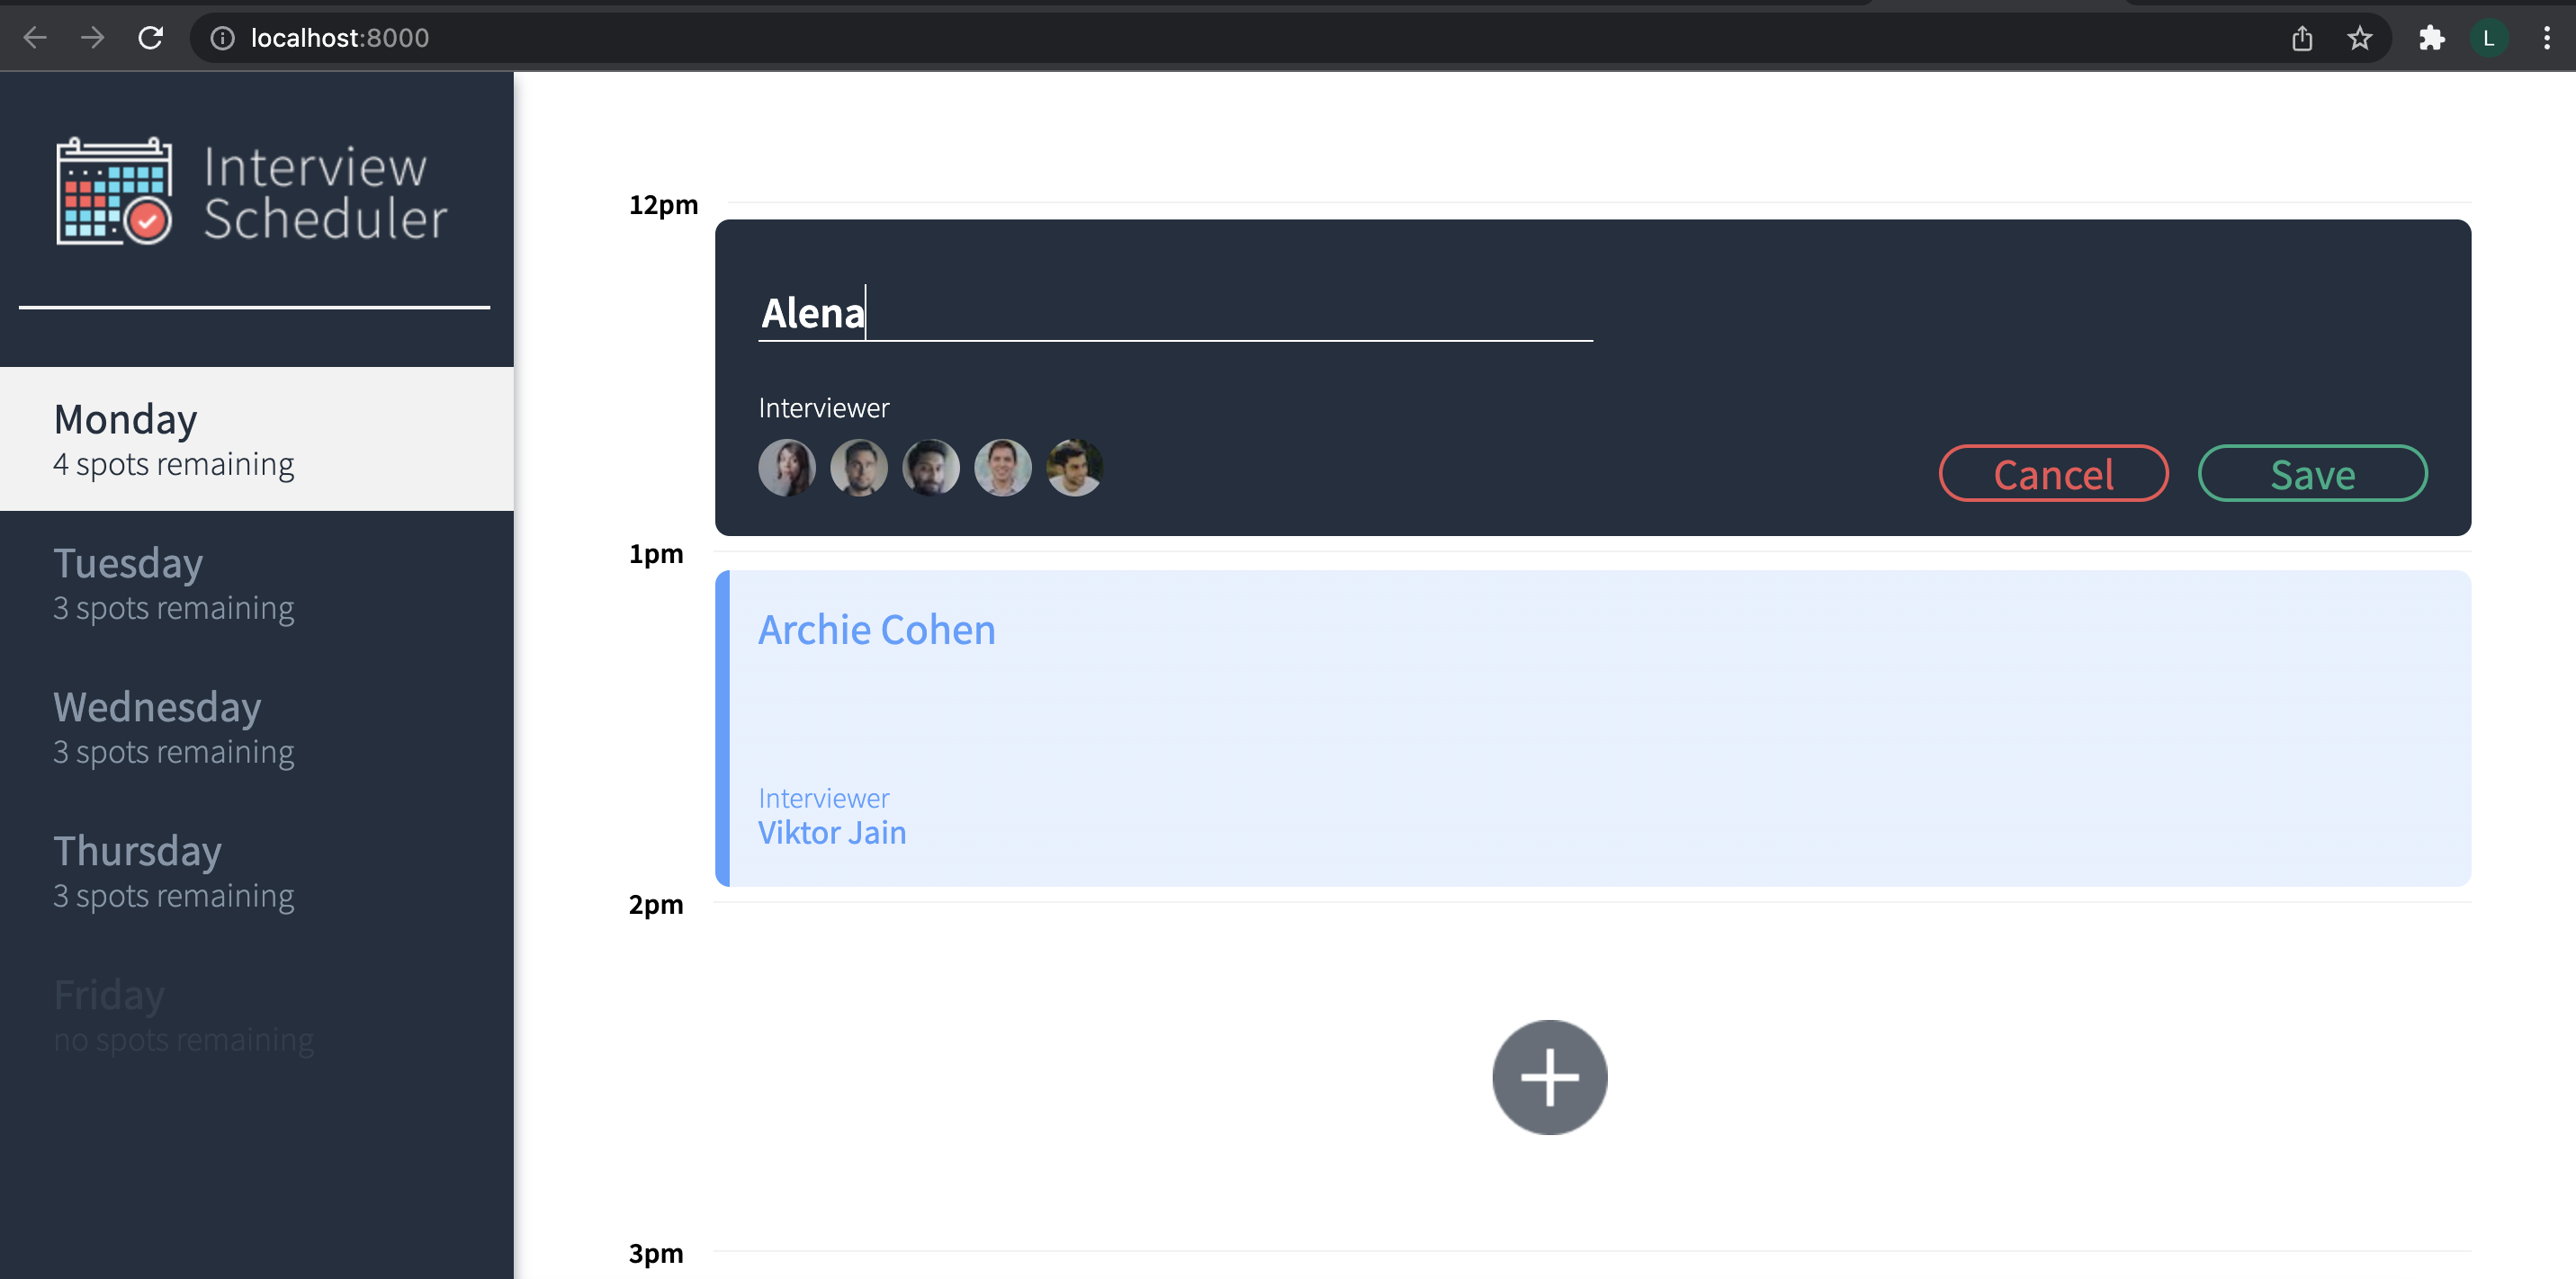 localhost:8000
L
Interview
Scheduler
Monday
4 spots remaining
Tuesday
3 spots remaining
Wednesday
3 spots remaining
Thursday
3 spots remaining
Friday
no spots remaining
12pm
Alena
Interviewer
Cancel
Save
1pm
Archie Cohen
Interviewer
Viktor Jain
2pm
3pm